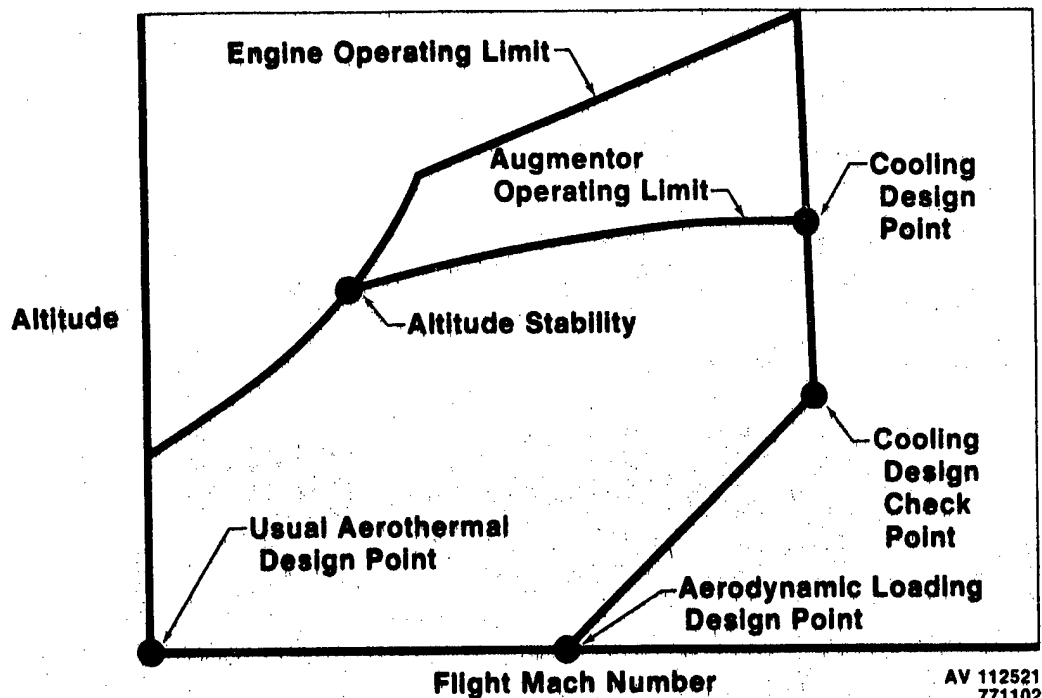 Engine Operating Limit
Augmentor
Operating Limit
Cooling
Design
Point
Altitude
Altitude Stability
Cooling
Design
Check
Point
Usual Aerothermal
Design Point
Aerodynamic Loading
Design Point
Flight Mach Number
AV 112521
771102